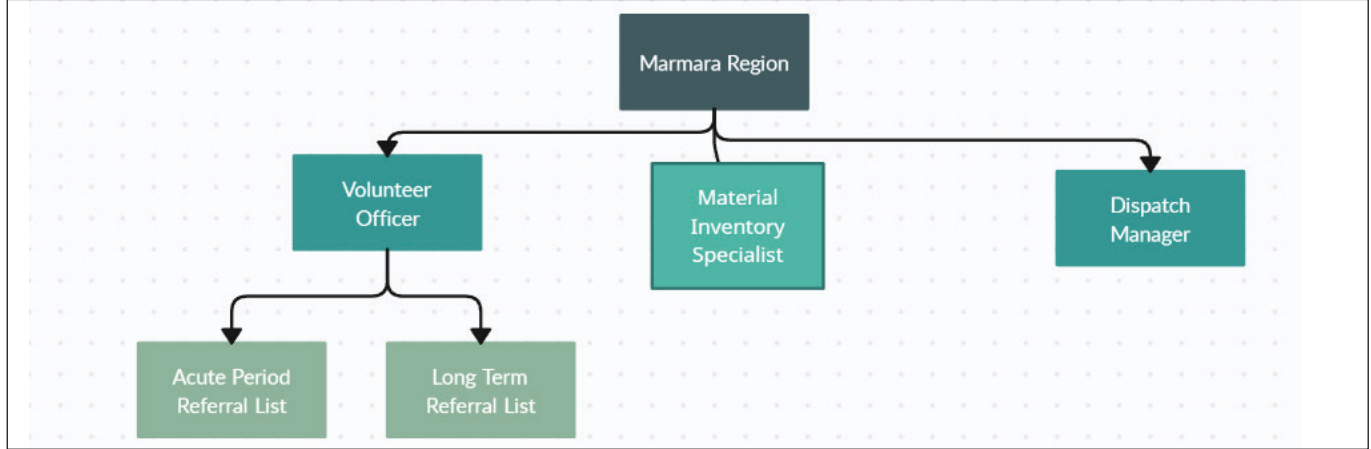 Marmara Region
Volunteer
Officer
Material
Inventory
Specialist
Dispatch
Manager
Acute Period
Referral List
Long Term
Referral List